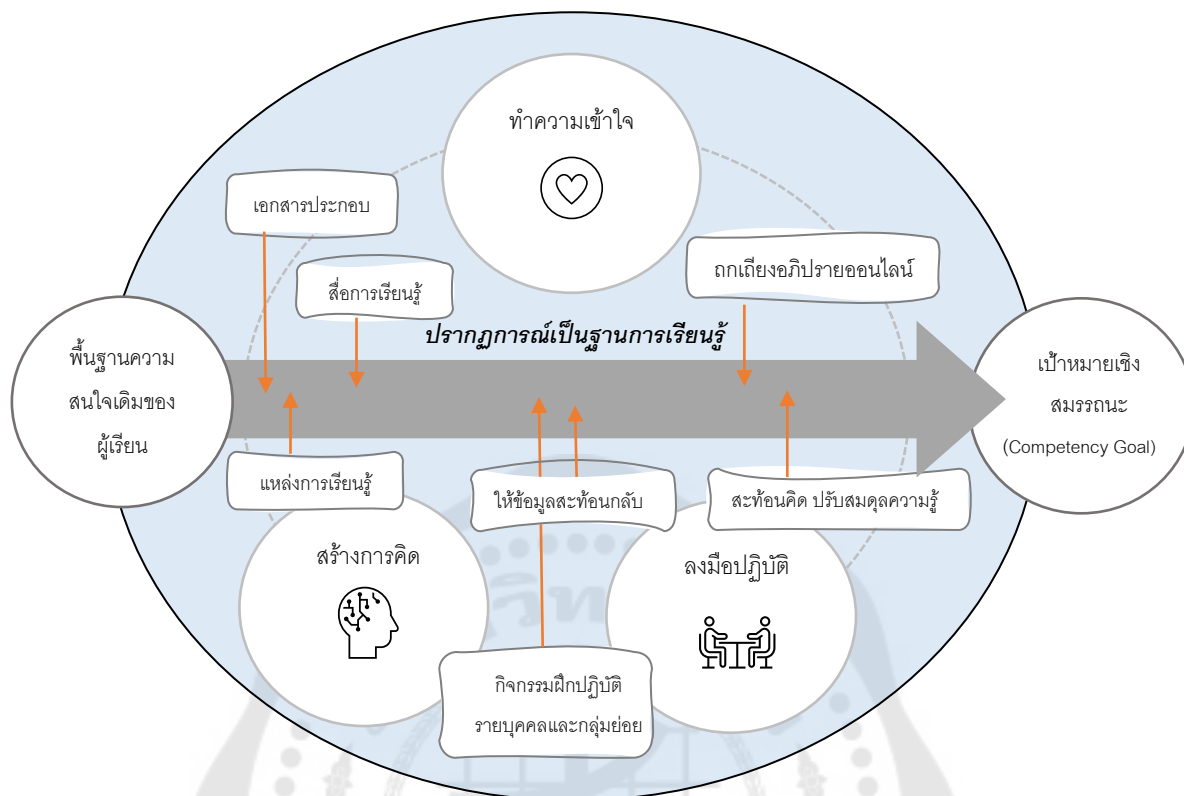 ทำความเข้าใจ
เอกสารประกอบ
ถกเถียงอภิปรายออนไลน์
สื่อการเรียนรู้
ปรากฏการณ์เป็นฐานการเรียนรู้
พื้นฐานความ
สนใจเดิมของ
ผู้เรียน
เป้าหมายเชิง
สมรรถนะ
(Competency Goal)
แหล่งการเรียนรู้
ให้ข้อมูลสะท้อนกลับ
สะท้อนคิด ปรับสมดุลความรู้
สร้างการคิด
ลงมือปฏิบัติ
กิจกรรมฝึกปฏิบัติ
รายบุคคลและกลุ่มย่อย